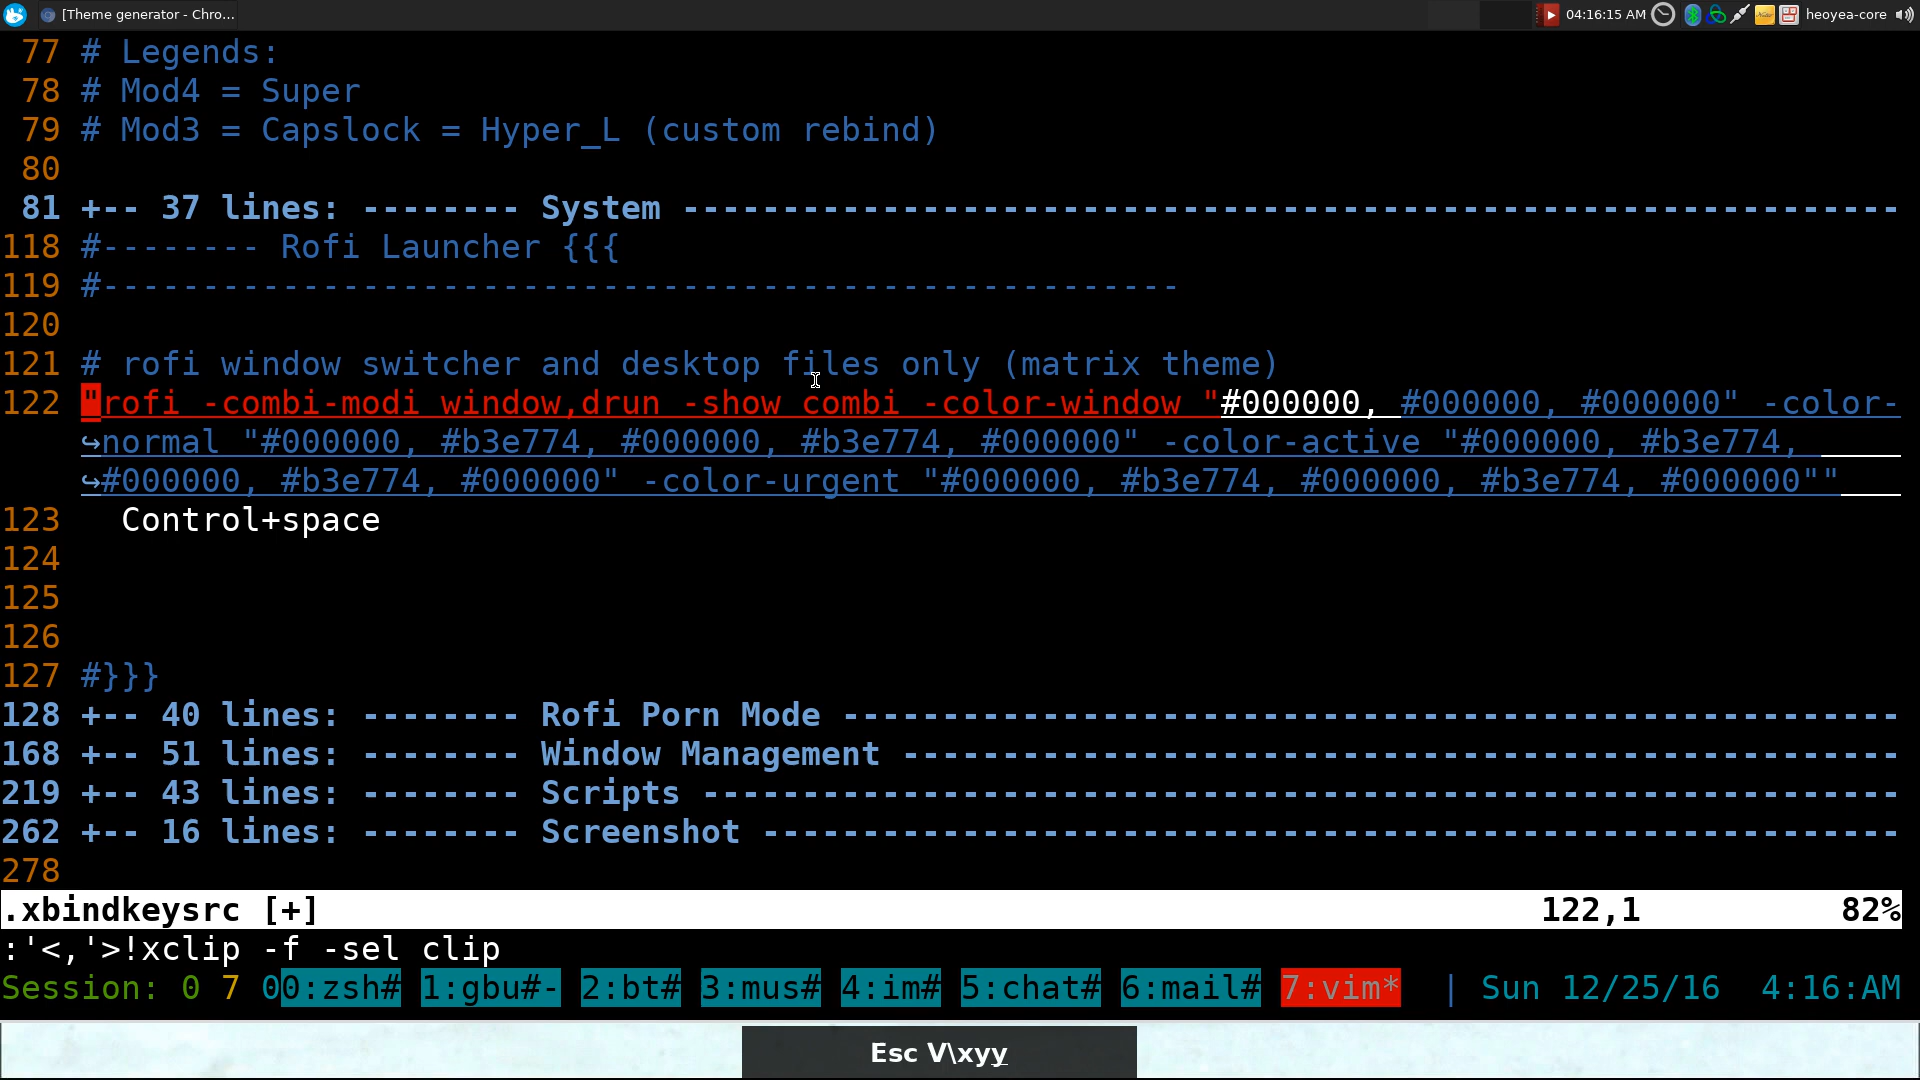 [Theme generator - Chro...
04:16:15 AM
heoyea-core
77 # Legends:
78 # Mod4 = Super
79 # Mod3 = Capslock = Hyper_L (custom rebind)
80
81 +-- 37 lines: -------- System -------------------------------------------------------------
118 #-------- Rofi Launcher {{{
119 #------------------------------------------------------
120
121 # rofi window switcher and desktop files only (matrix theme)
122 "rofi -combi-modi window,drun -show combi -color-window "#000000, #000000, #000000" -color-
↪normal "#000000, #b3e774, #000000, #b3e774, #000000" -color-active "#000000, #b3e774,
↪#000000, #b3e774, #000000" -color-urgent "#000000, #b3e774, #000000, #b3e774, #000000""
123   Control+space
124
125
126
127 #}}}
128 +-- 40 lines: -------- Rofi Porn Mode -----------------------------------------------------
168 +-- 51 lines: -------- Window Management --------------------------------------------------
219 +-- 43 lines: -------- Scripts ------------------------------------------------------------
262 +-- 16 lines: -------- Screenshot ---------------------------------------------------------
278
.xbindkeysrc [+] 122,1 82%
:'<,'>!xclip -f -sel clip
Session: 0 7 00:zsh# 1:gbu#- 2:bt# 3:mus# 4:im# 5:chat# 6:mail# 7:vim* | Sun 12/25/16 4:16:AM
Esc V\xyy